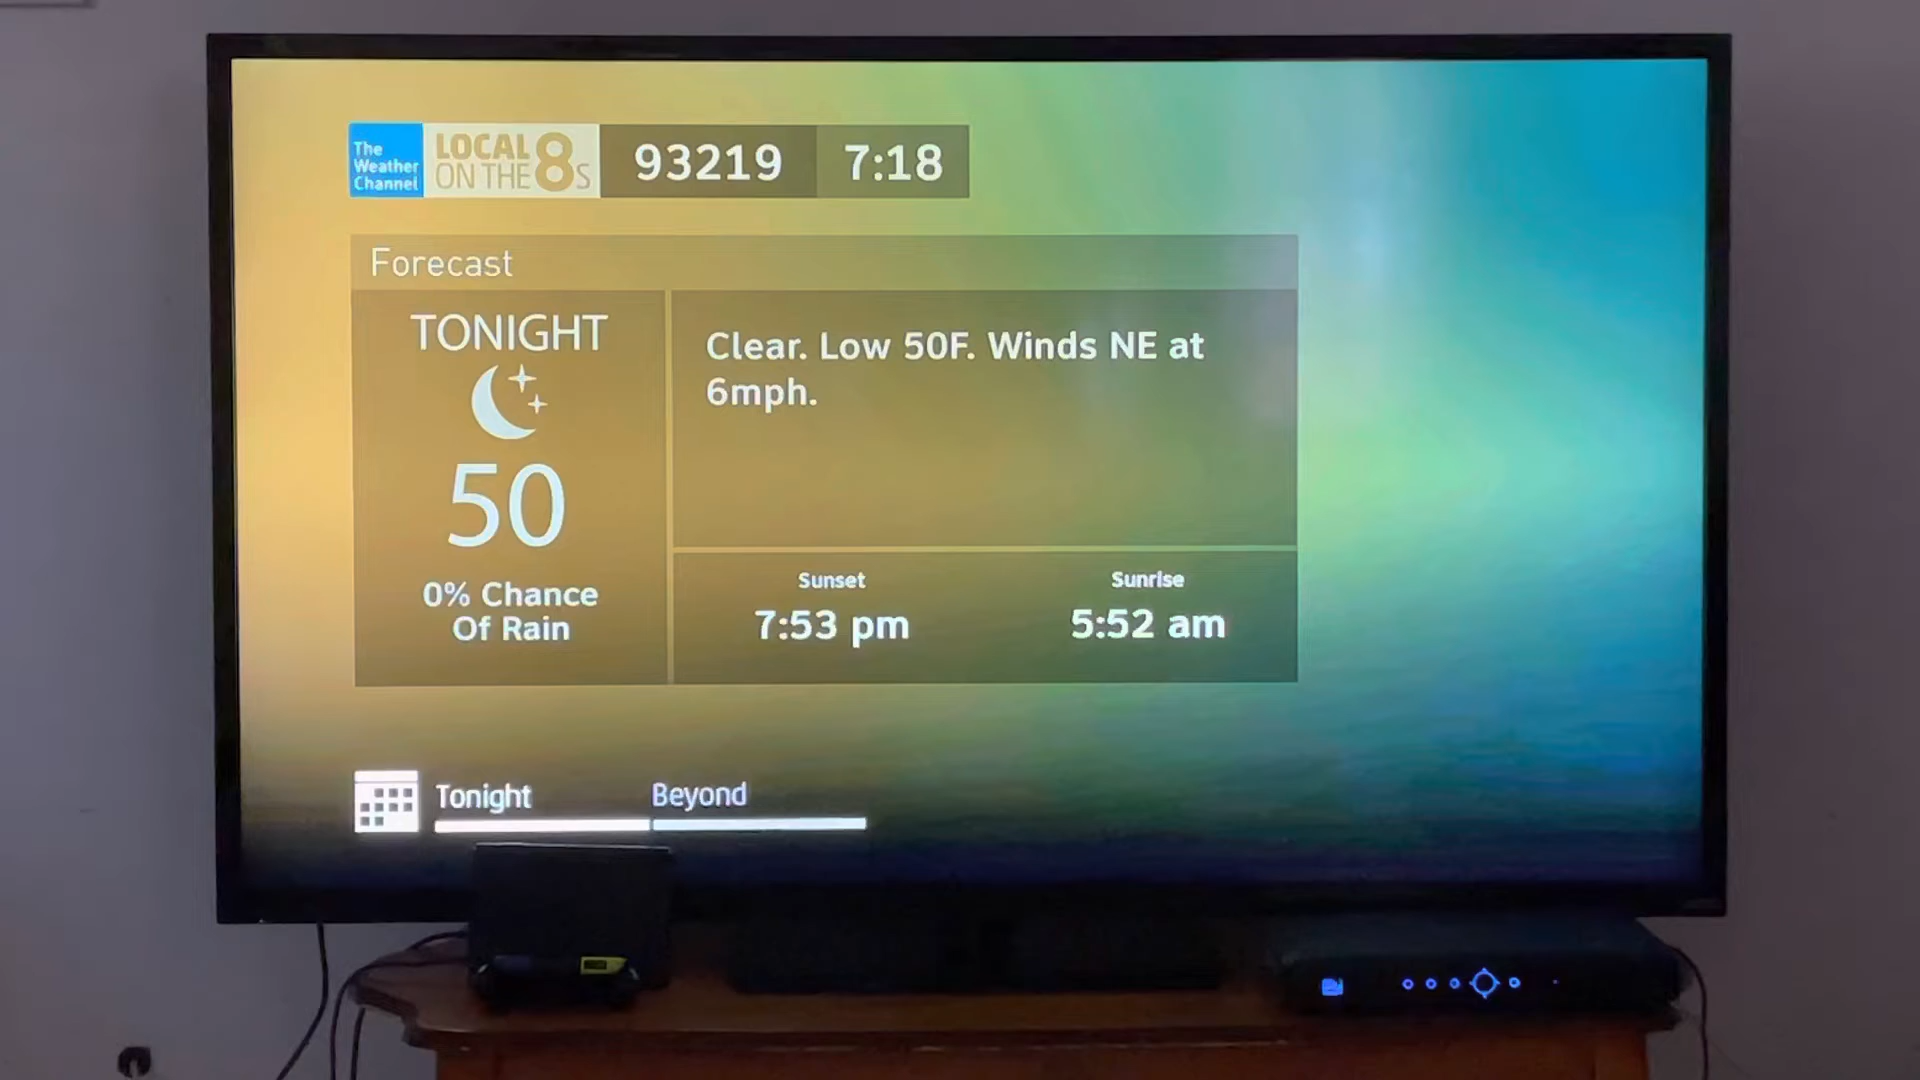 The
Weather
Channel
LOCAL
ON THE 8s
93219
7:18
Forecast
TONIGHT
50
0% Chance
Of Rain
Clear. Low 50F. Winds NE at
6mph.
Sunset
7:53 pm
Sunrise
5:52 am
Tonight
Beyond